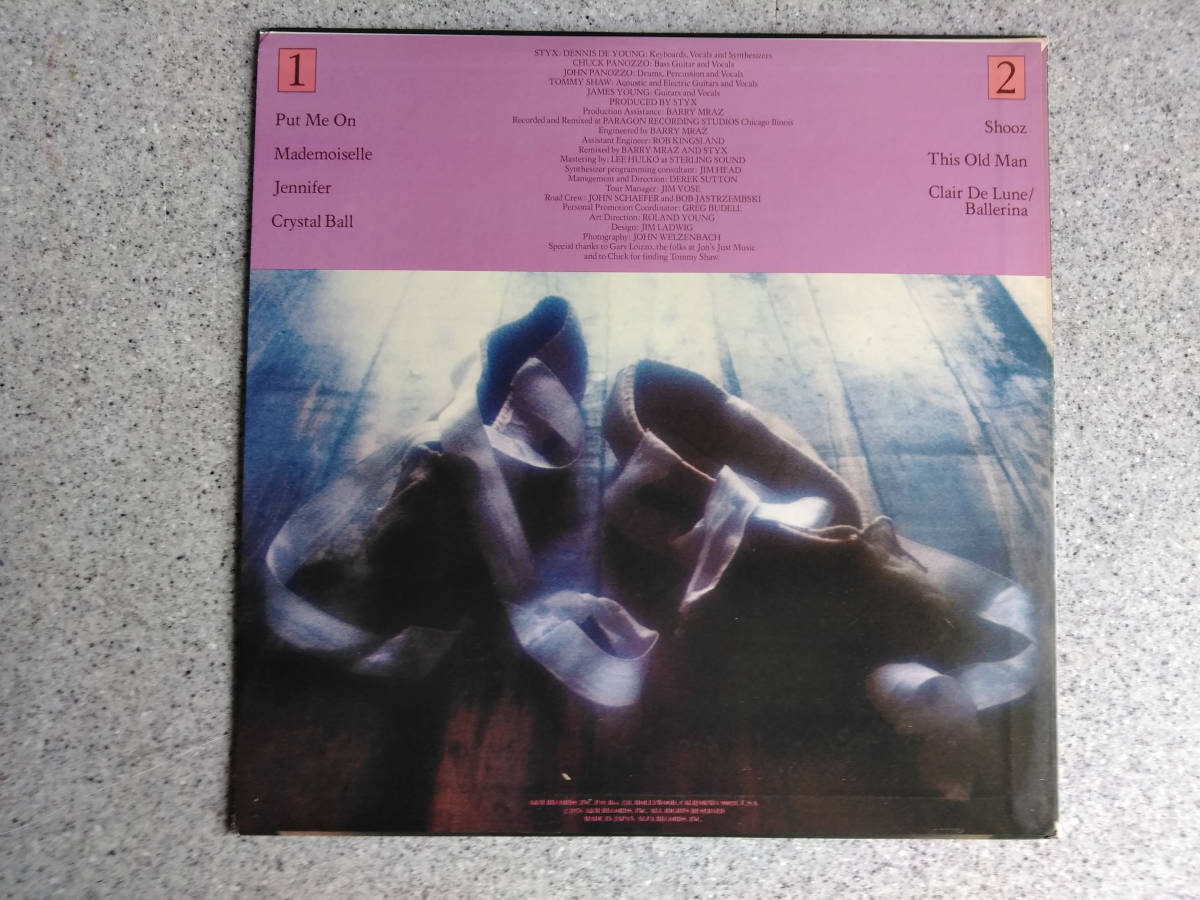 1
Put Me On
Mademoiselle
Jennifer
Crystal Ball
STYX: DENNIS DE YOUNG: Keyboards, Vocals and Synthesizers
CHUCK PANOZZO: Bass Guitar and Vocals
JOHN PANOZZO: Drums, Percussion and Vocals
TOMMY SHAW: Acoustic and Electric Guitars and Vocals
JAMES YOUNG: Guitars and Vocals
PRODUCED BY STYX
Production Assistance: BARRY MRAZ
Recorded and Remixed at PARAGON RECORDING STUDIOS Chicago Ilinois
Engineered by BARRY MRAZ
Assistant Engineer: ROB KINGSLAND
Remixed by BARRY MRAZ AND STYX
Mastering by: LEE HULKO at STERLING SOUND
Synthesizer programming consultant: JIM HEAD
Management and Direction: DEREK SUTTON
Tour Manager: JIM VOSE
Road Crew: JOHN SCHAEFER and BOB JASTRZEMBSKI
Personal Promotion Coordinator: GREG BUDELL
Art Direction: ROLAND YOUNG
Design: JIM LADWIG
Photography: JOHN WELZENBACH
Special thanks to Gary Loizzo, the folks at Jon's Just Music
and to Chick for finding Tommy Shaw.
2
Shooz
This Old Man
Clair De Lune/
Ballerina